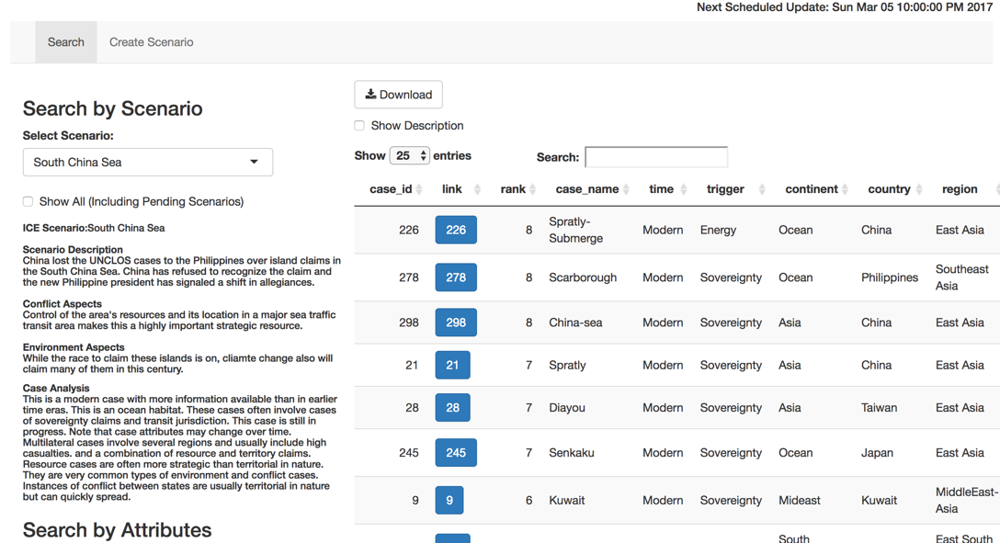 Next Scheduled Update: Sun Mar 05 10:00:00 PM 2017
Search Create Scenario
Search by Scenario
Select Scenario:
South China Sea
Show All (Including Pending Scenarios)
ICE Scenario:South China Sea
Scenario Description
China lost the UNCLOS cases to the Philippines over island claims in
the South China Sea. China has refused to recognize the claim and
the new Philippine president has signaled a shift in allegiances.
Conflict Aspects
Control of the area's resources and its location in a major sea traffic
transit area makes this a highly important strategic resource.
Environment Aspects
While the race to claim these islands is on, cliamte change also will
claim many of them in this century.
Case Analysis
This is a modern case with more information available than in earlier
time eras. This is an ocean habitat. These cases often involve cases
of sovereignty claims and transit jurisdiction. This case is still in
progress. Note that case attributes may change over time.
Multilateral cases involve several regions and usually include high
casualties. and a combination of resource and territory claims.
Resource cases are often more strategic than territorial in nature.
They are very common types of environment and conflict cases.
Instances of conflict between states are usually territorial in nature
but can quickly spread.
Search by Attributes
Download
Show Description
Show 25 entries Search:
case_id link rank case_name time trigger continent country region
226 226 8 Spratly-Submerge Modern Energy Ocean China East Asia
278 278 8 Scarborough Modern Sovereignty Ocean Philippines Southeast Asia
298 298 8 China-sea Modern Sovereignty Asia China East Asia
21 21 7 Spratly Modern Sovereignty Asia China East Asia
28 28 7 Diayou Modern Sovereignty Asia Taiwan East Asia
245 245 7 Senkaku Modern Sovereignty Ocean Japan East Asia
9 9 6 Kuwait Modern Sovereignty Mideast Kuwait MiddleEast-Asia
South East South